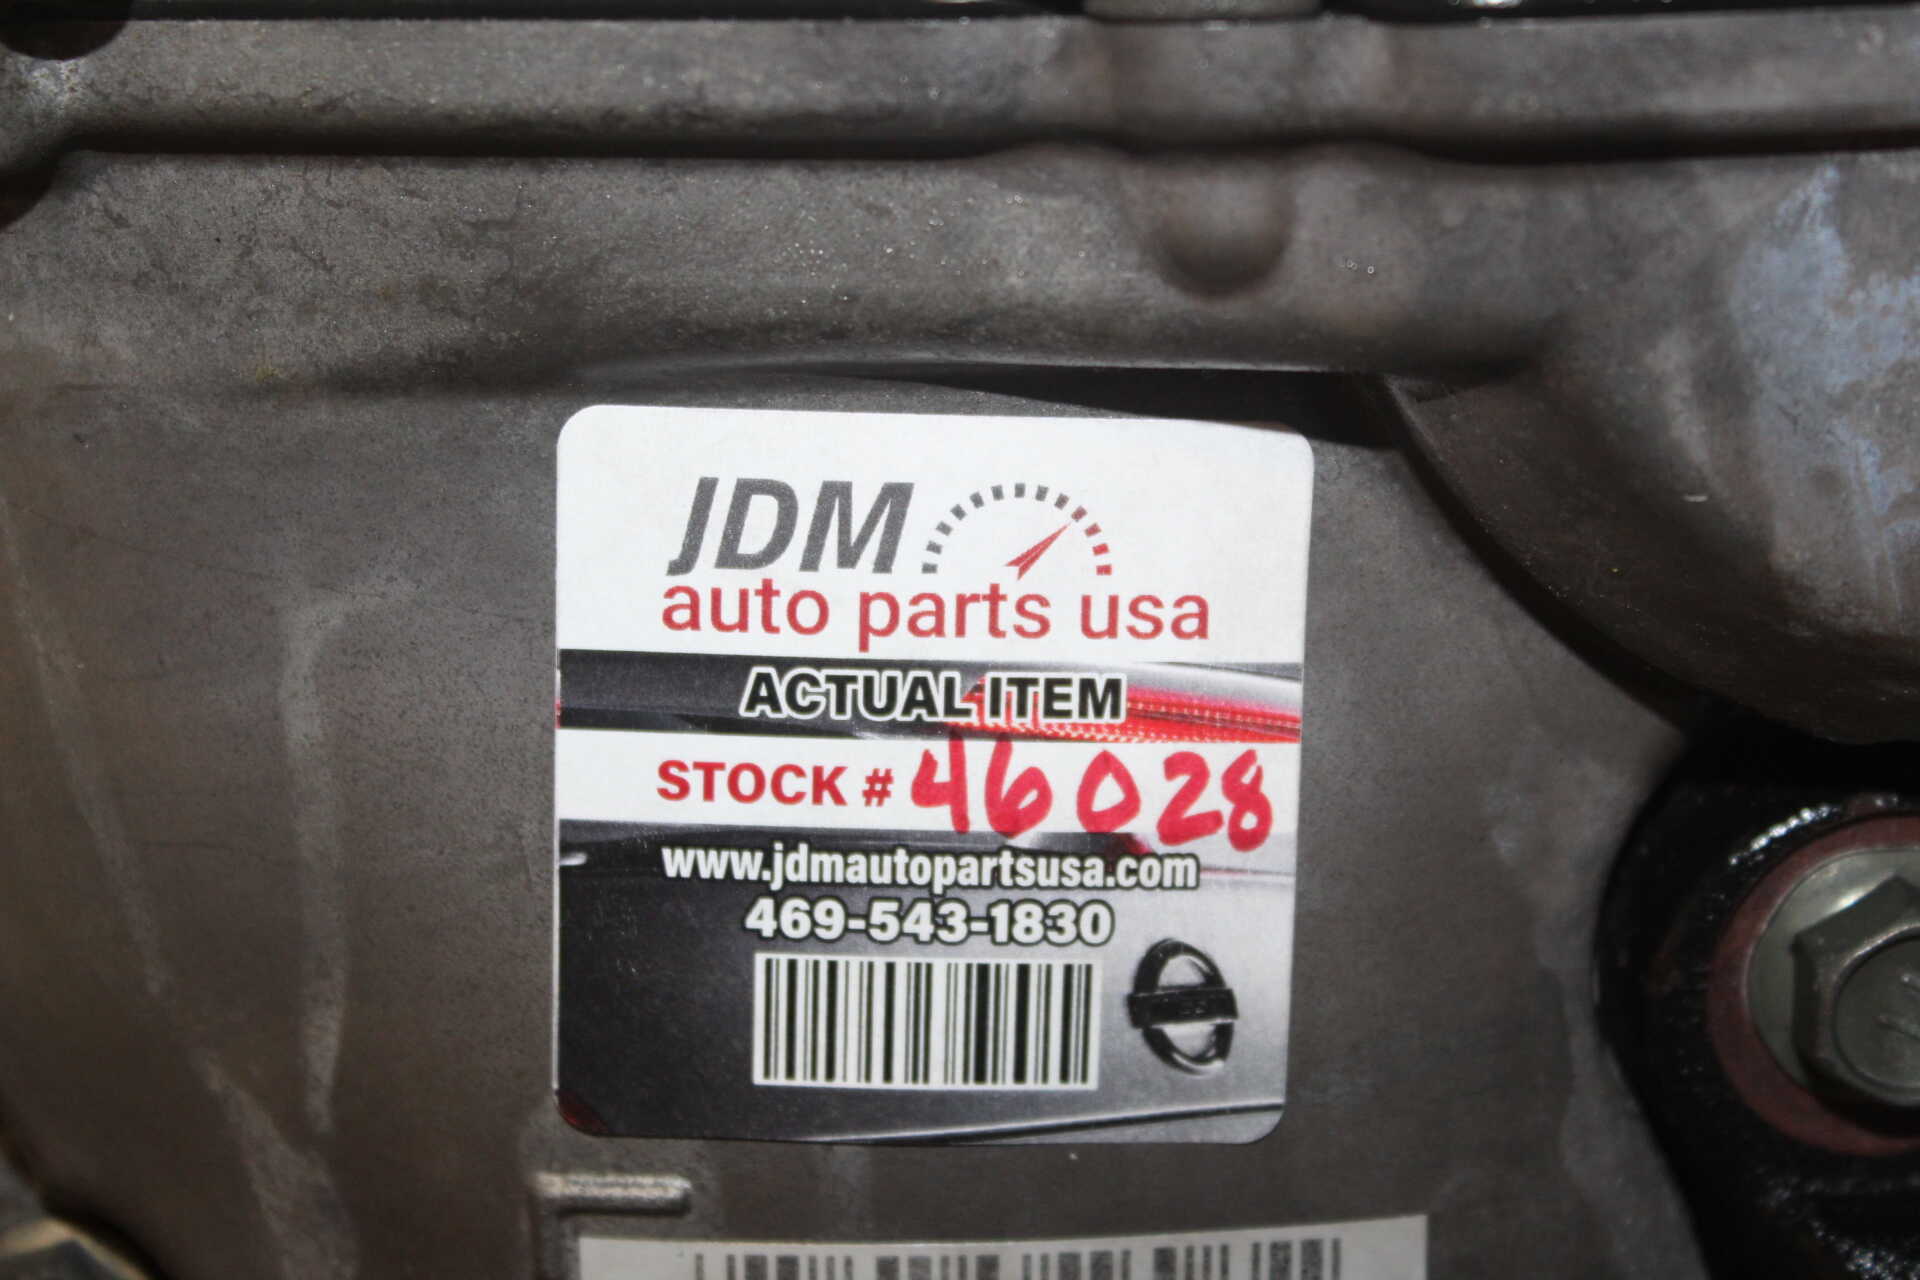 JDM
auto parts usa
ACTUAL ITEM
STOCK # 46028
www.jdmautopartsusa.com
469-543-1830